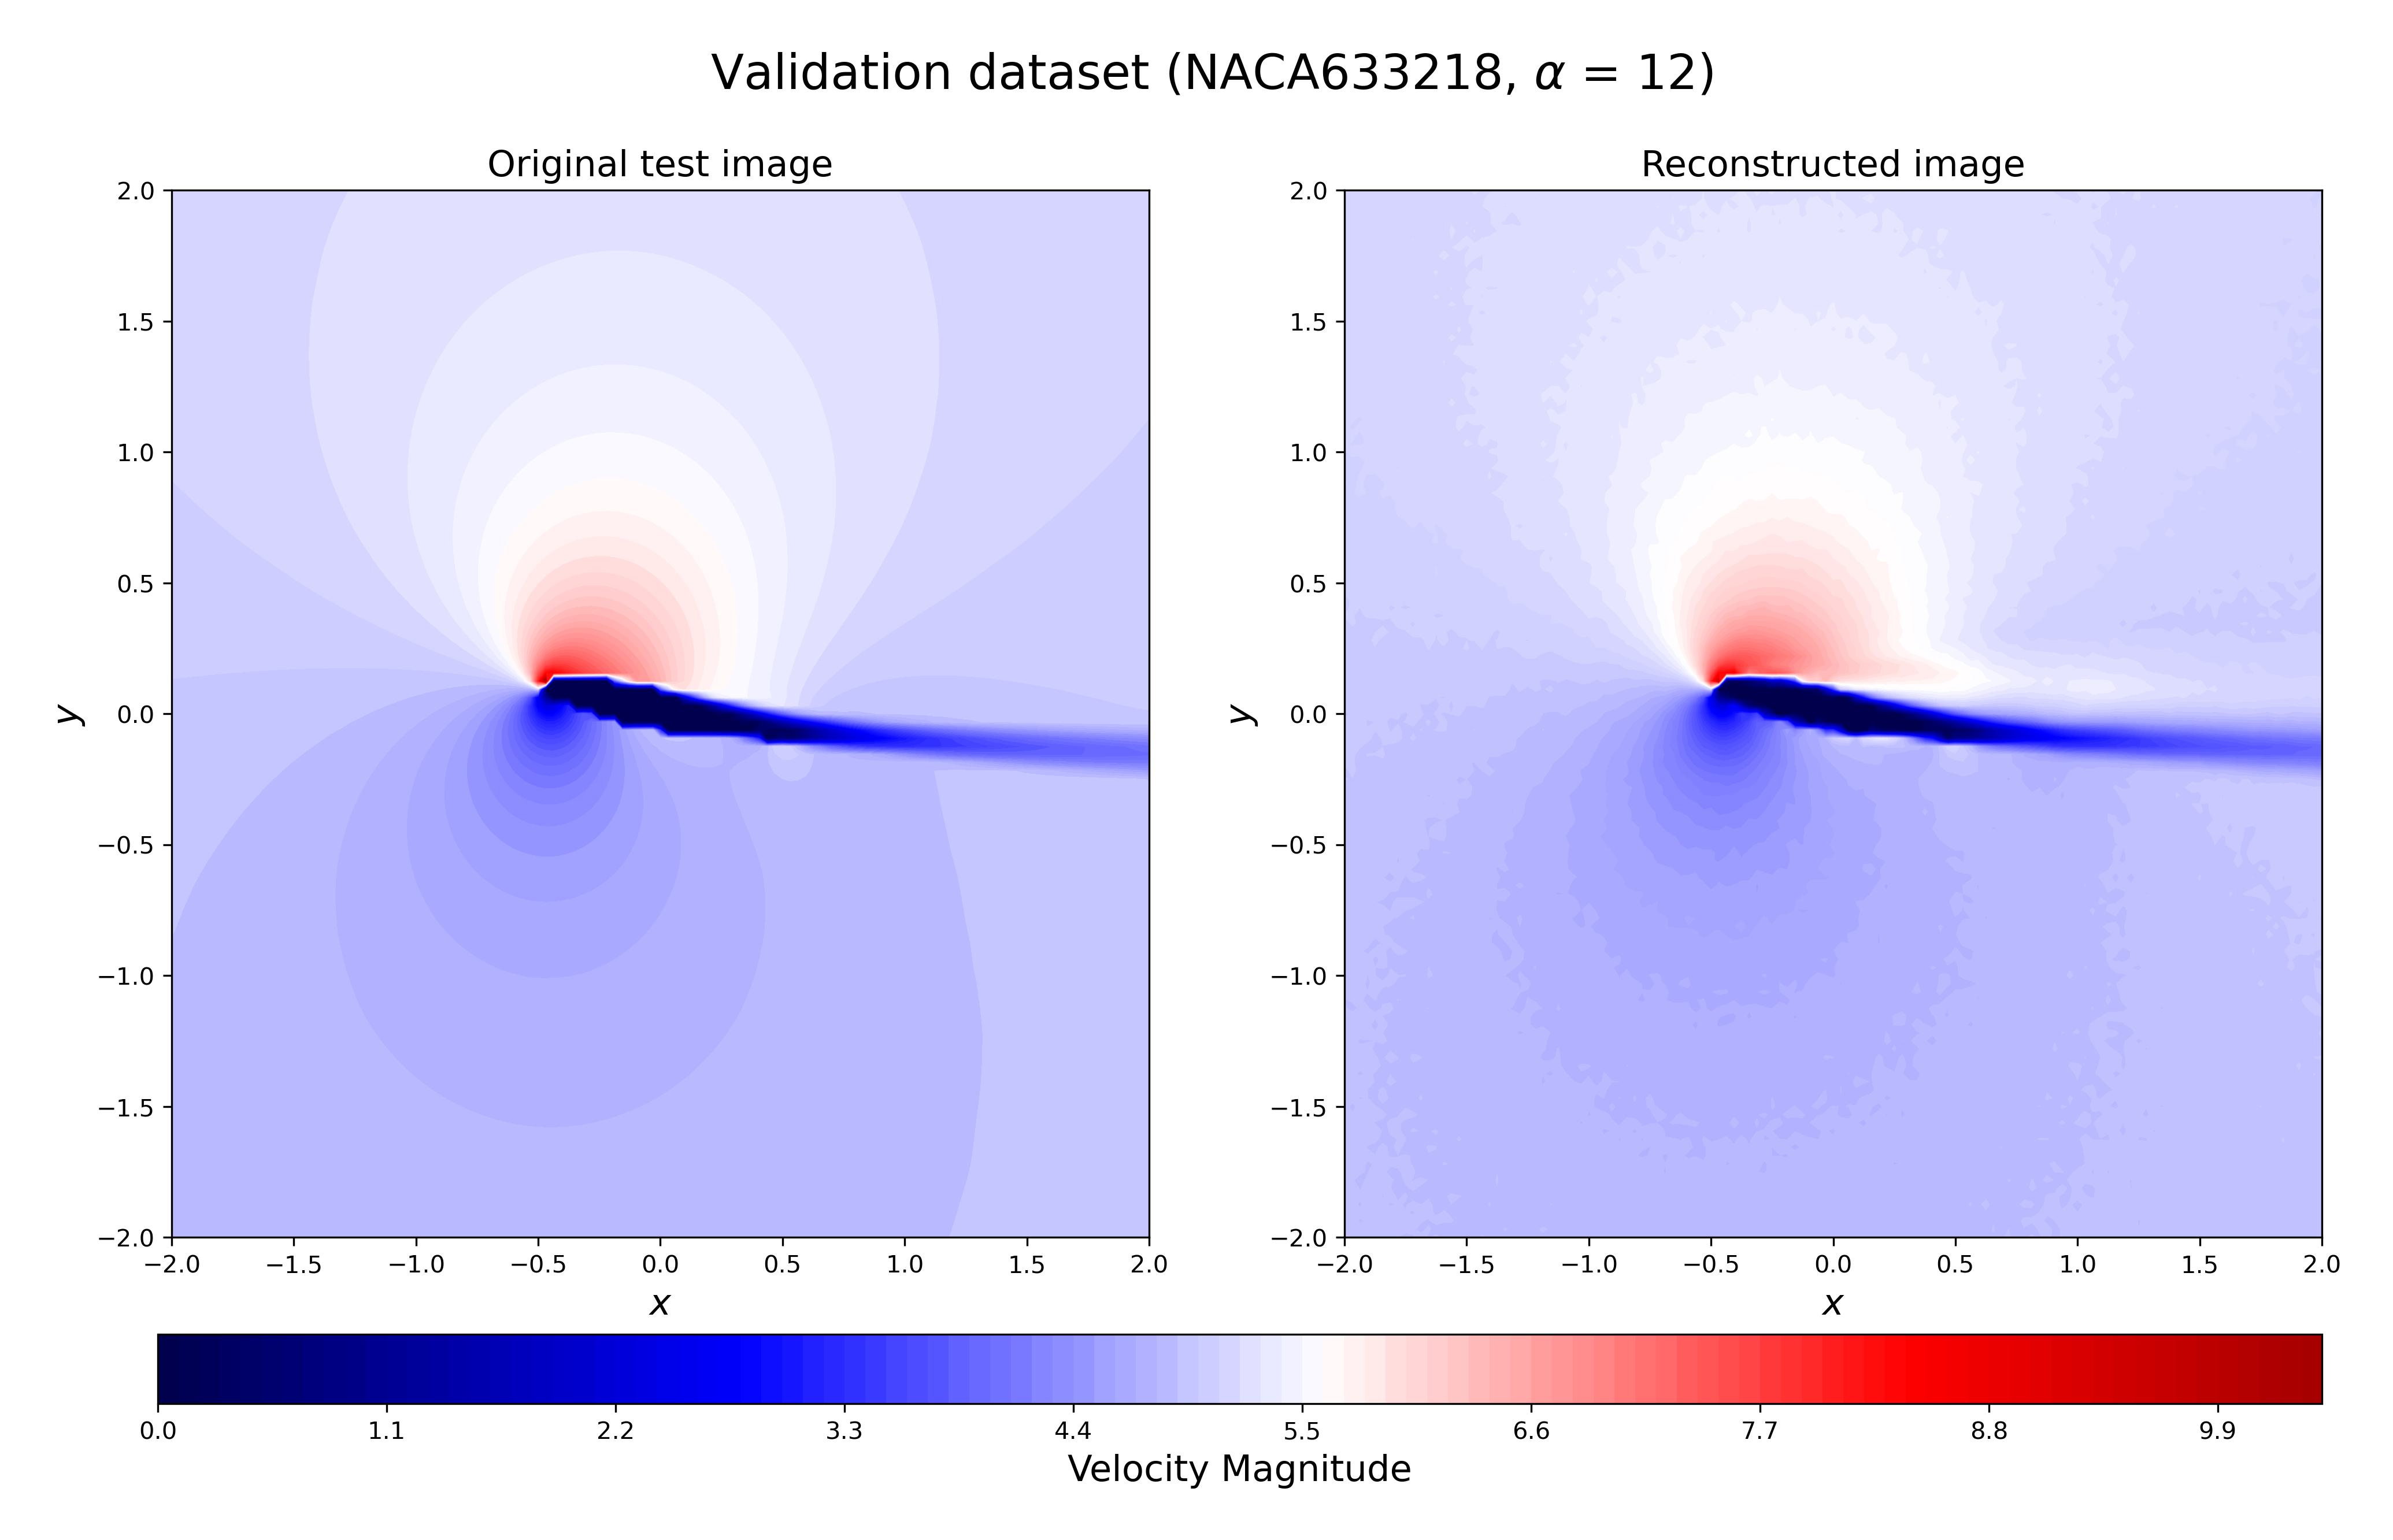 Validation dataset (NACA633218, α = 12)
Original test image
Reconstructed image
2.0
1.5
1.0
0.5
0.0
−0.5
−1.0
−1.5
−2.0
y
−2.0 −1.5 −1.0 −0.5 0.0 0.5 1.0 1.5 2.0
x
2.0
1.5
1.0
0.5
0.0
−0.5
−1.0
−1.5
−2.0
y
−2.0 −1.5 −1.0 −0.5 0.0 0.5 1.0 1.5 2.0
x
0.0 1.1 2.2 3.3 4.4 5.5 6.6 7.7 8.8 9.9
Velocity Magnitude